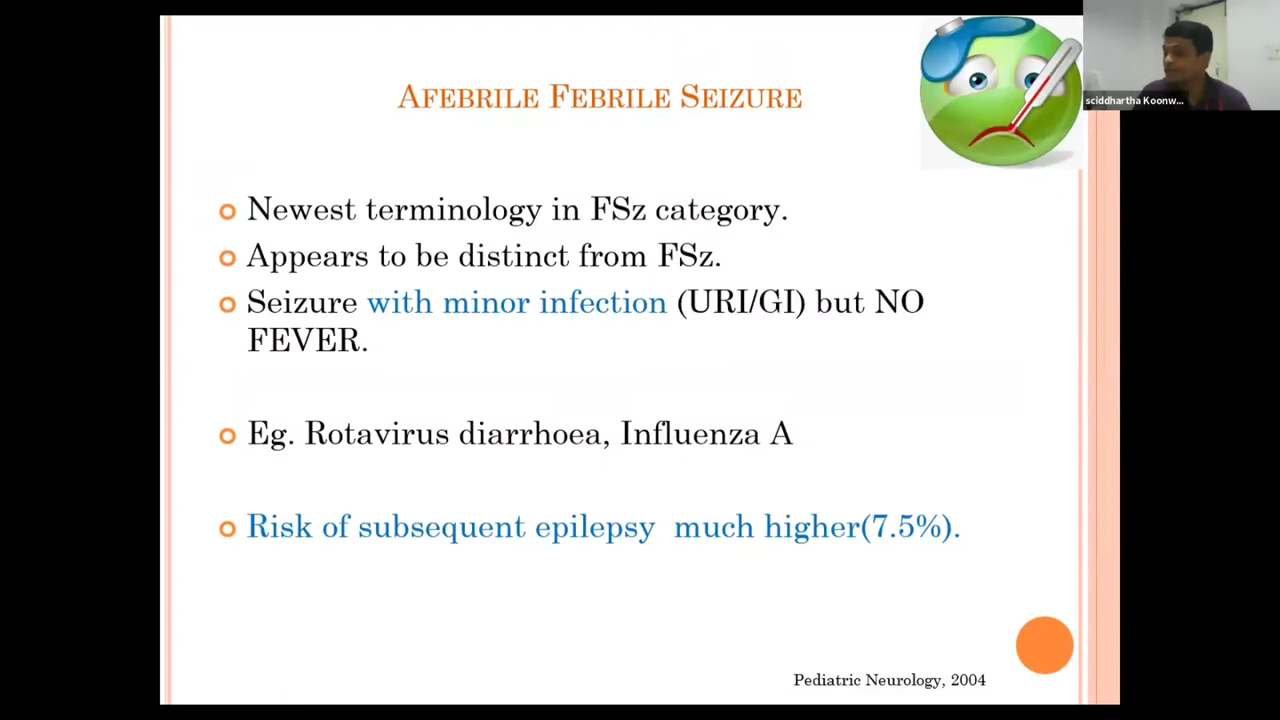 AFEBRILE FEBRILE SEIZURE
sciddhartha Koonw...
Newest terminology in FSz category.
Appears to be distinct from FSz.
Seizure with minor infection (URI/GI) but NO
FEVER.
Eg. Rotavirus diarrhoea, Influenza A
Risk of subsequent epilepsy much higher(7.5%).
Pediatric Neurology, 2004